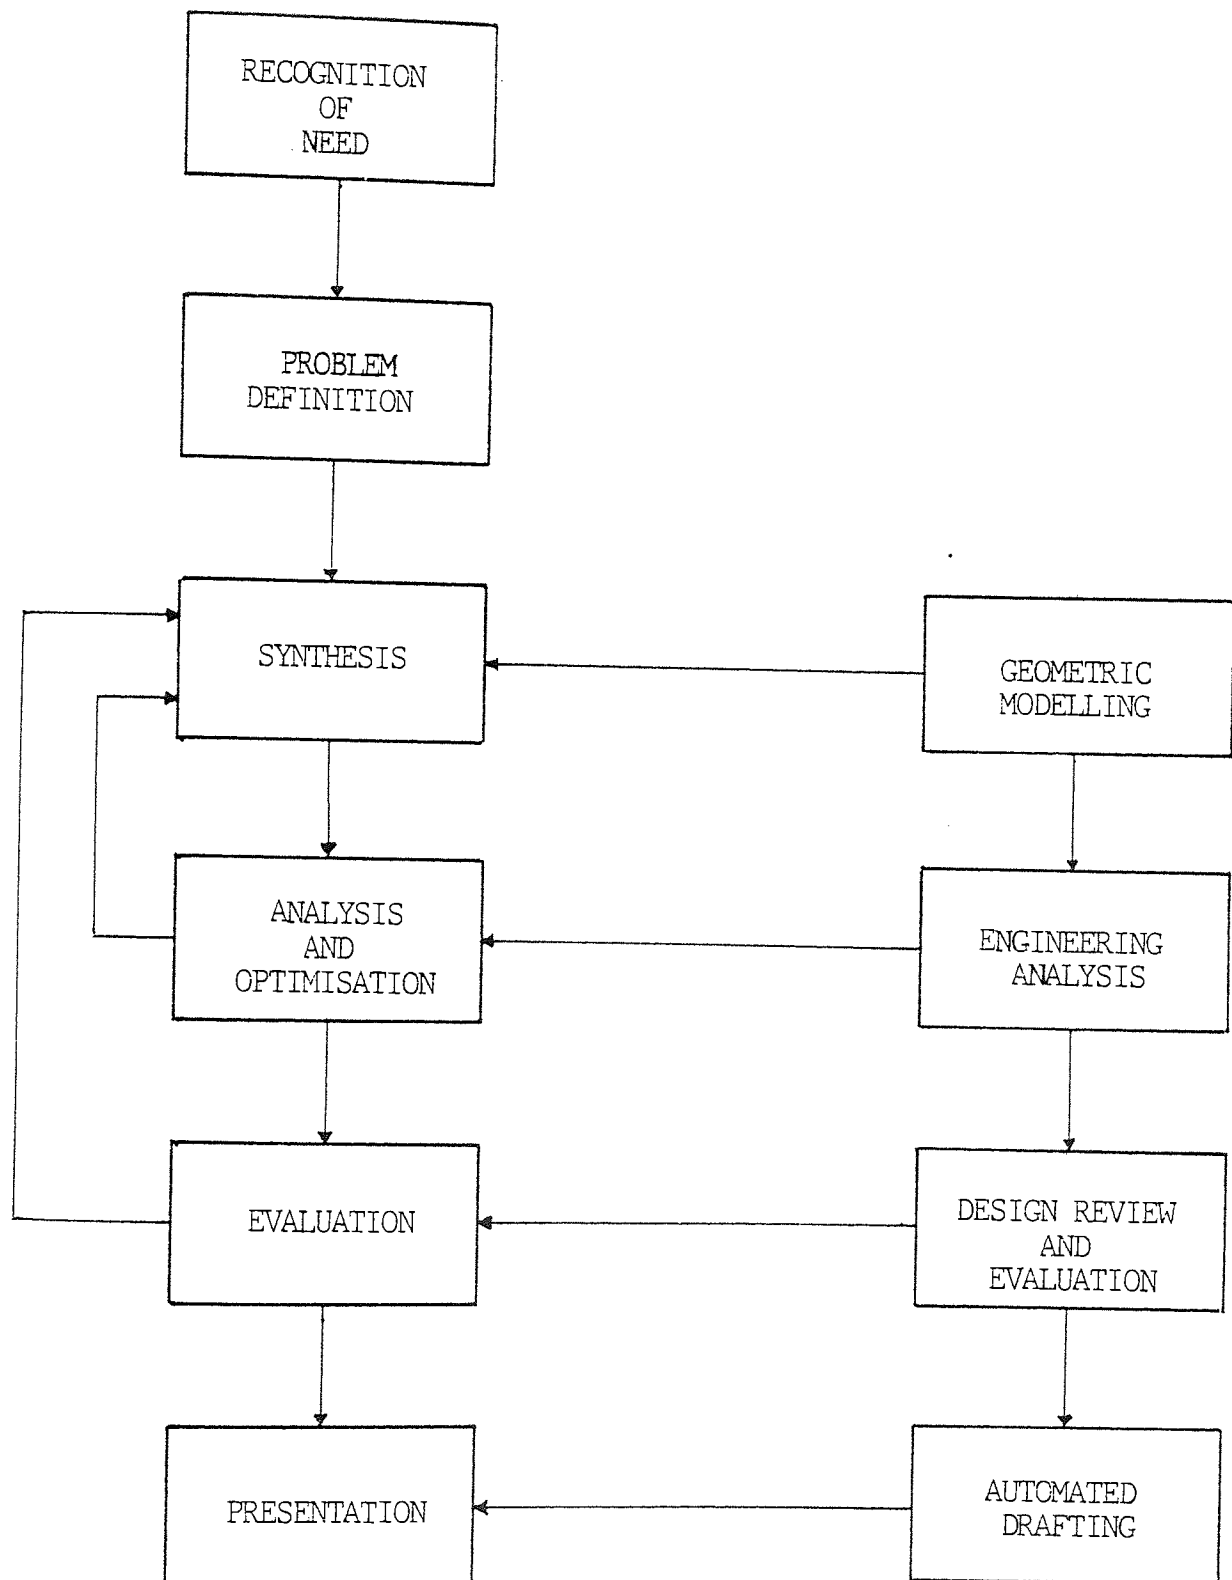 RECOGNITION
OF
NEED
PROBLEM
DEFINITION
SYNTHESIS
GEOMETRIC
MODELLING
ANALYSIS
AND
OPTIMISATION
ENGINEERING
ANALYSIS
EVALUATION
DESIGN REVIEW
AND
EVALUATION
PRESENTATION
AUTOMATED
DRAFTING